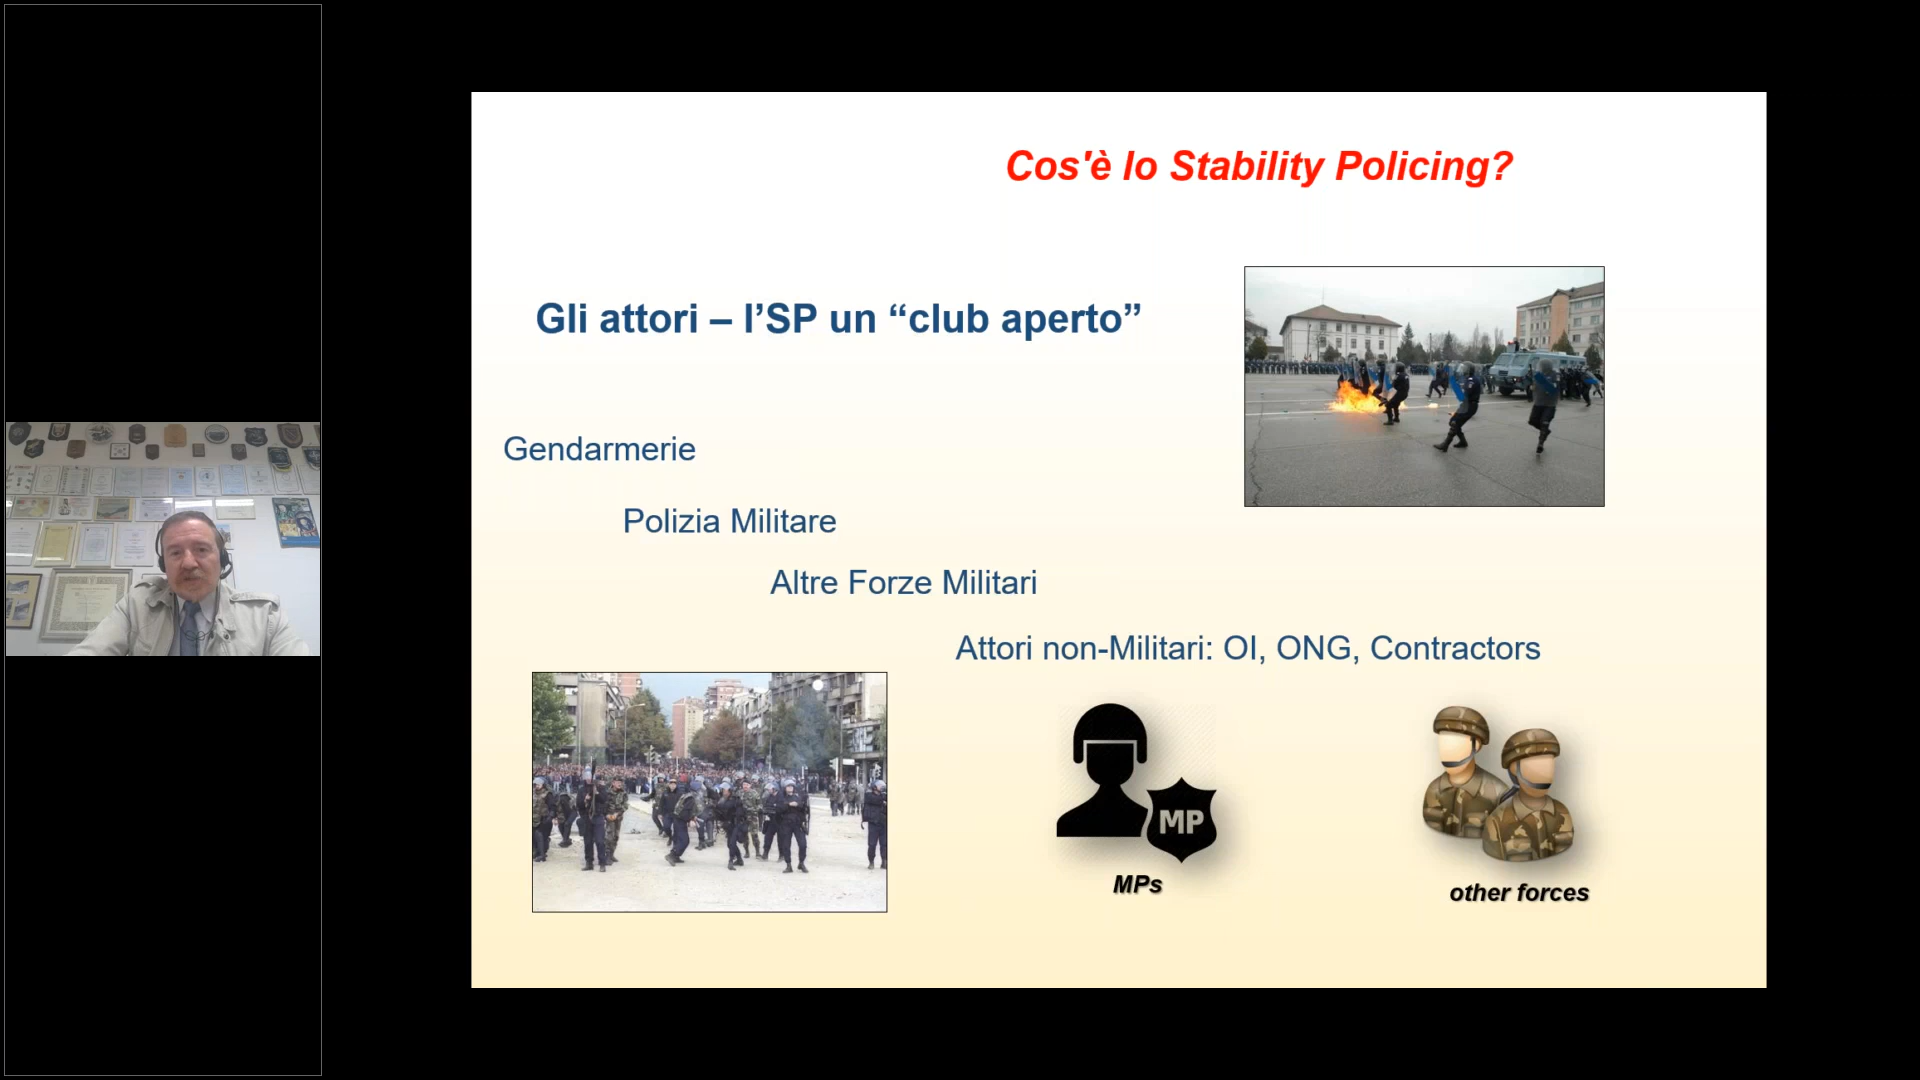 Cos'è lo Stability Policing?
Gli attori – l’SP un “club aperto”
Gendarmerie
Polizia Militare
Altre Forze Militari
Attori non-Militari: OI, ONG, Contractors
MP
MPs
other forces